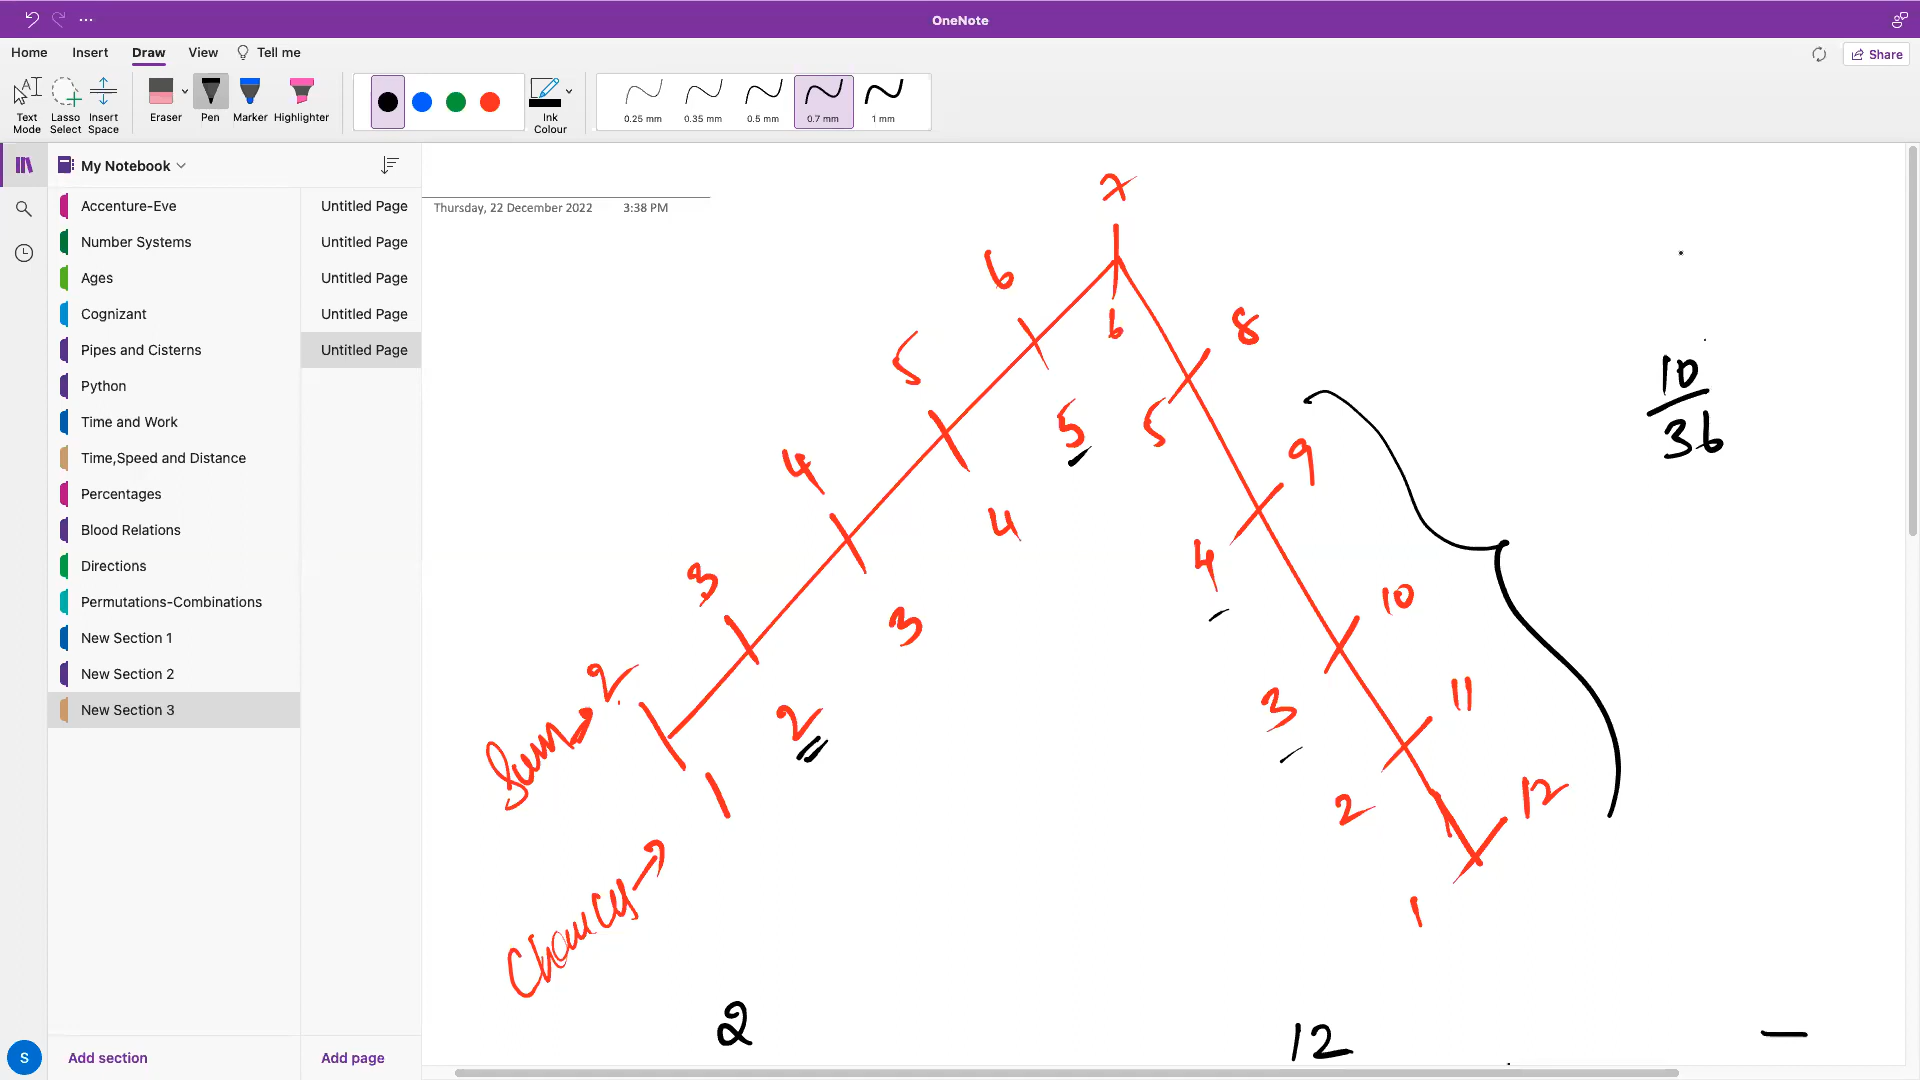 OneNote
Home Insert Draw View Tell me
Share
Text Mode
Lasso Select
Insert Space
Eraser
Pen
Marker
Highlighter
Ink Colour
0.25 mm
0.35 mm
0.5 mm
0.7 mm
1 mm
My Notebook
Accenture-Eve
Number Systems
Ages
Cognizant
Pipes and Cisterns
Python
Time and Work
Time,Speed and Distance
Percentages
Blood Relations
Directions
Permutations-Combinations
New Section 1
New Section 2
New Section 3
Add section
S
Untitled Page
Untitled Page
Untitled Page
Untitled Page
Untitled Page
Add page
Thursday, 22 December 2022 3:38 PM
7
6
6
8
5
5
5
10
36
4
4
9
3
3
4
10
Sum → 2
2
3
11
1
2
12
Chances →
1
2
12